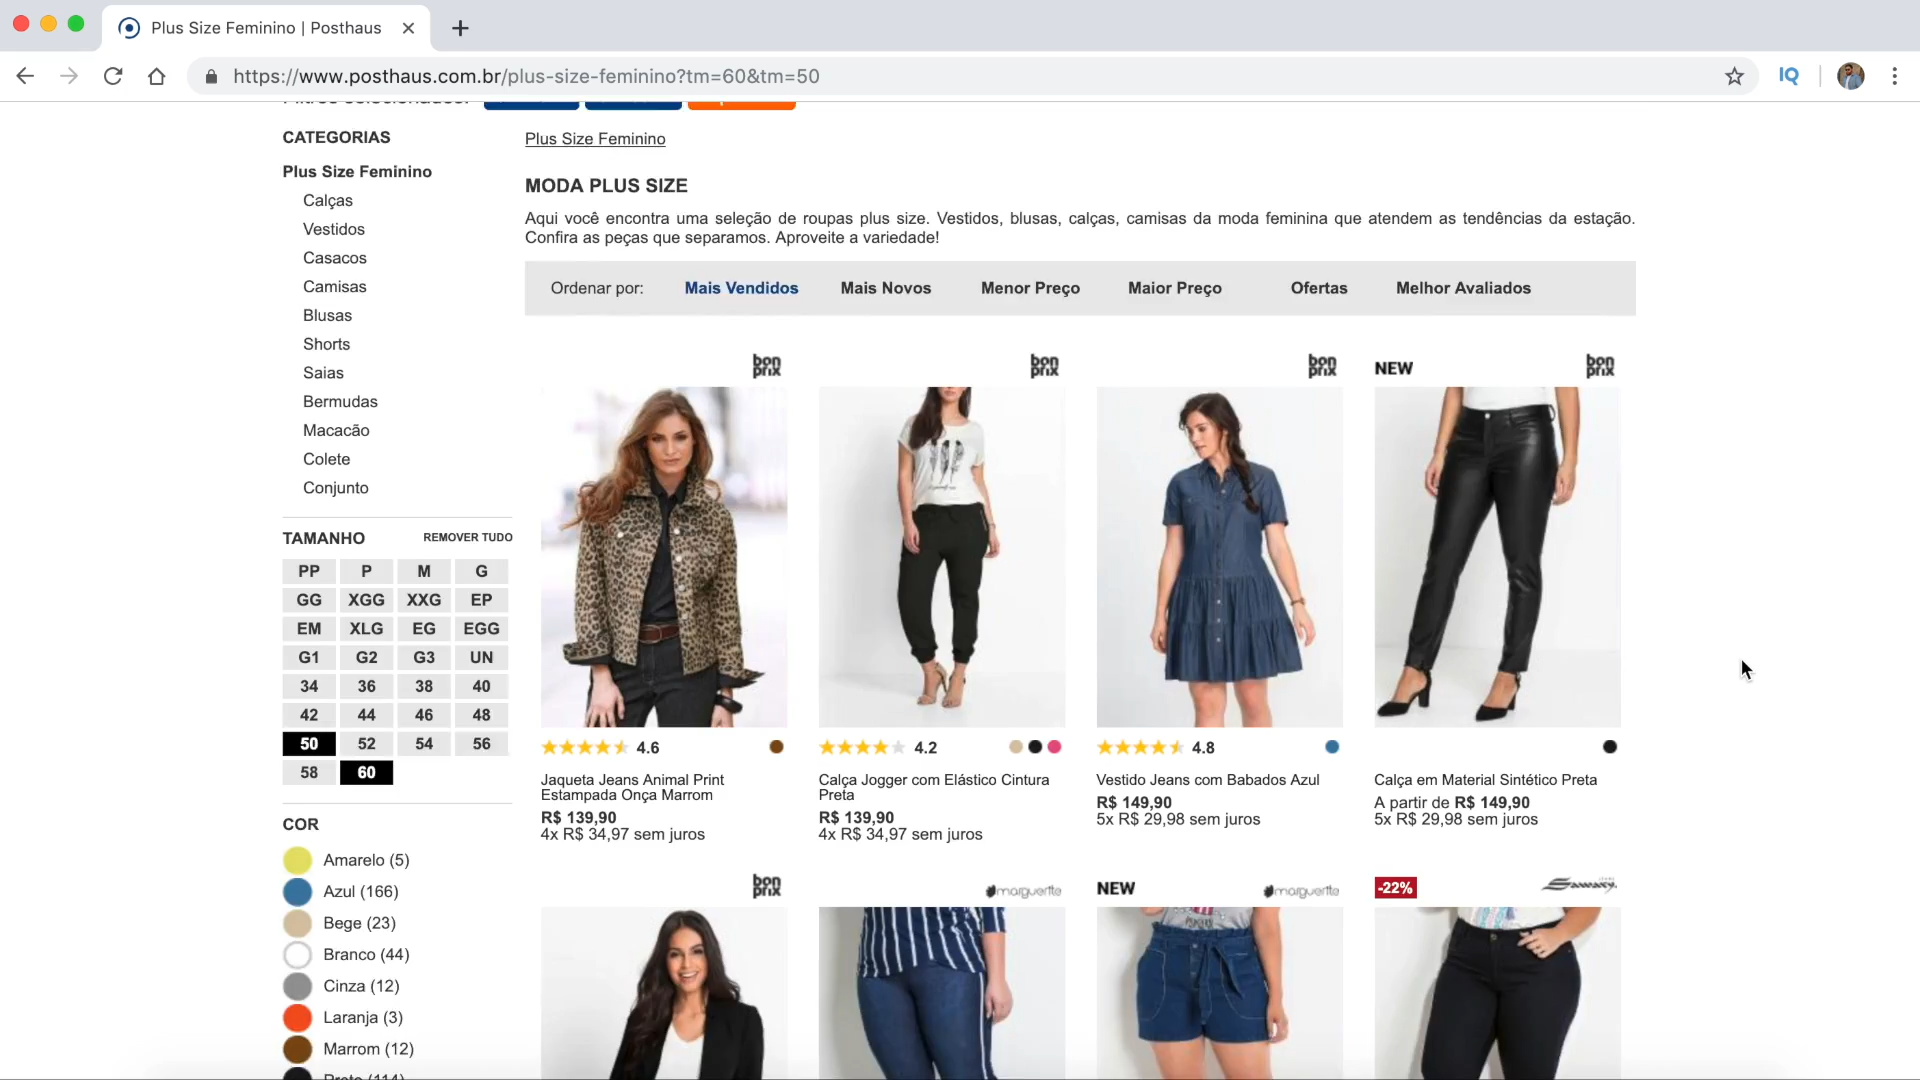 Plus Size Feminino | Posthaus
https://www.posthaus.com.br/plus-size-feminino?tm=60&tm=50
IQ
CATEGORIAS
Plus Size Feminino
Calças
Vestidos
Casacos
Camisas
Blusas
Shorts
Saias
Bermudas
Macacão
Colete
Conjunto
TAMANHO REMOVER TUDO
PP P M G
GG XGG XXG EP
EM XLG EG EGG
G1 G2 G3 UN
34 36 38 40
42 44 46 48
50 52 54 56
58 60
COR
Amarelo (5)
Azul (166)
Bege (23)
Branco (44)
Cinza (12)
Laranja (3)
Marrom (12)
Plus Size Feminino
MODA PLUS SIZE
Aqui você encontra uma seleção de roupas plus size. Vestidos, blusas, calças, camisas da moda feminina que atendem as tendências da estação.
Confira as peças que separamos. Aproveite a variedade!
Ordenar por: Mais Vendidos Mais Novos Menor Preço Maior Preço Ofertas Melhor Avaliados
bon prix
4.6
Jaqueta Jeans Animal Print
Estampada Onça Marrom
R$ 139,90
4x R$ 34,97 sem juros
bon prix
4.2
Calça Jogger com Elástico Cintura
Preta
R$ 139,90
4x R$ 34,97 sem juros
bon prix
4.8
Vestido Jeans com Babados Azul
R$ 149,90
5x R$ 29,98 sem juros
NEW bon prix
Calça em Material Sintético Preta
A partir de R$ 149,90
5x R$ 29,98 sem juros
bon prix
marguerite
NEW marguerite
-22%